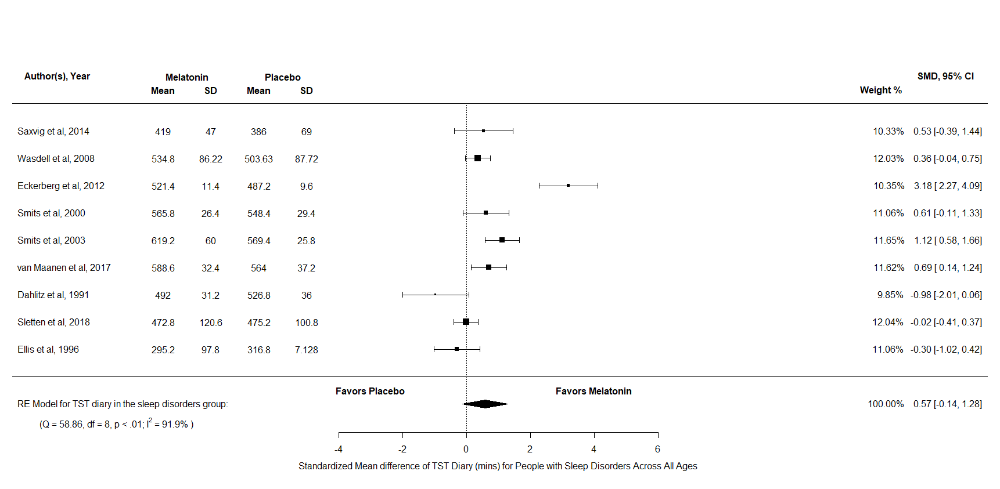 Author(s), Year Melatonin Placebo SMD, 95% CI
Mean SD Mean SD Weight %
Saxvig et al, 2014 419 47 386 69 10.33% 0.53 [-0.39, 1.44]
Wasdell et al, 2008 534.8 86.22 503.63 87.72 12.03% 0.36 [-0.04, 0.75]
Eckerberg et al, 2012 521.4 11.4 487.2 9.6 10.35% 3.18 [ 2.27, 4.09]
Smits et al, 2000 565.8 26.4 548.4 29.4 11.06% 0.61 [-0.11, 1.33]
Smits et al, 2003 619.2 60 569.4 25.8 11.65% 1.12 [ 0.58, 1.66]
van Maanen et al, 2017 588.6 32.4 564 37.2 11.62% 0.69 [ 0.14, 1.24]
Dahlitz et al, 1991 492 31.2 526.8 36 9.85% -0.98 [-2.01, 0.06]
Sletten et al, 2018 472.8 120.6 475.2 100.8 12.04% -0.02 [-0.41, 0.37]
Ellis et al, 1996 295.2 97.8 316.8 7.128 11.06% -0.30 [-1.02, 0.42]
Favors Placebo Favors Melatonin
RE Model for TST diary in the sleep disorders group: 100.00% 0.57 [-0.14, 1.28]
(Q = 58.86, df = 8, p < .01; I² = 91.9% )
-4 -2 0 2 4 6
Standardized Mean difference of TST Diary (mins) for People with Sleep Disorders Across All Ages